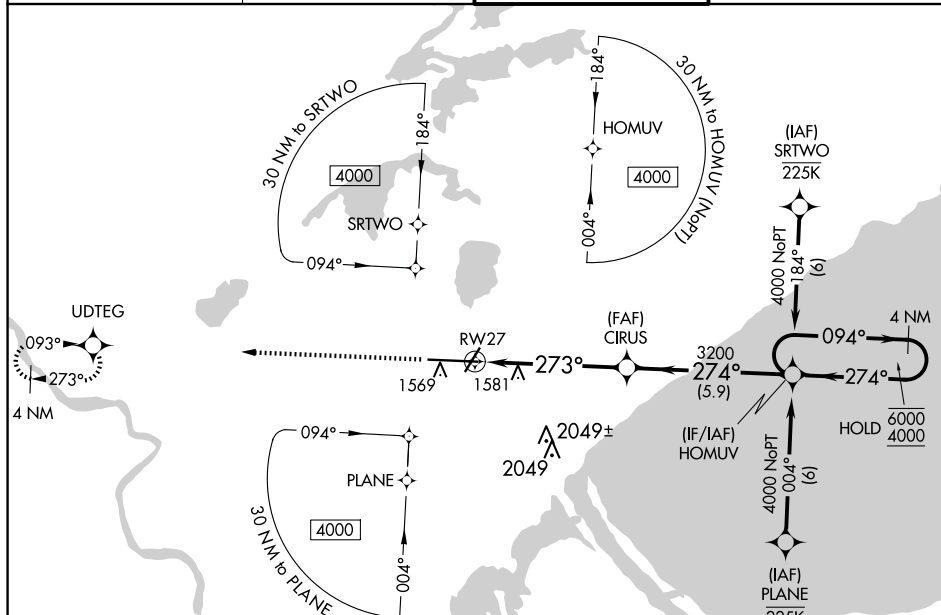 30 NM to SRTWO
184°
4000
SRTWO
094°
184°
HOMUV
30 NM to HOMUV (NoPT)
4000
004°
(IAF)
SRTWO
225K
4000 NoPT
184°
(6)
UDTEG
093°
273°
4 NM
RW27
1569
1581
273°
(FAF)
CIRUS
3200
274°
(5.9)
094°
4 NM
274°
(IF/IAF)
HOMUV
HOLD
6000
4000
2049±
2049
094°
PLANE
30 NM to PLANE
4000
004°
4000 NoPT
004°
(6)
(IAF)
PLANE
225K